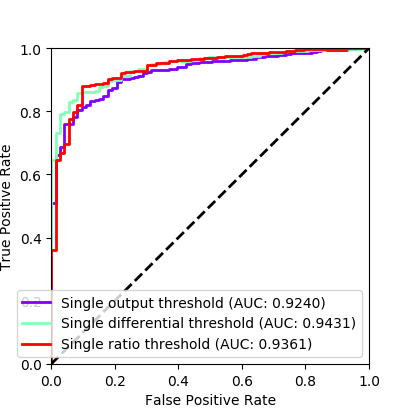 1.0
0.8
0.6
0.4
0.2
0.0
True Positive Rate
Single output threshold (AUC: 0.9240)
Single differential threshold (AUC: 0.9431)
Single ratio threshold (AUC: 0.9361)
0.0 0.2 0.4 0.6 0.8 1.0
False Positive Rate